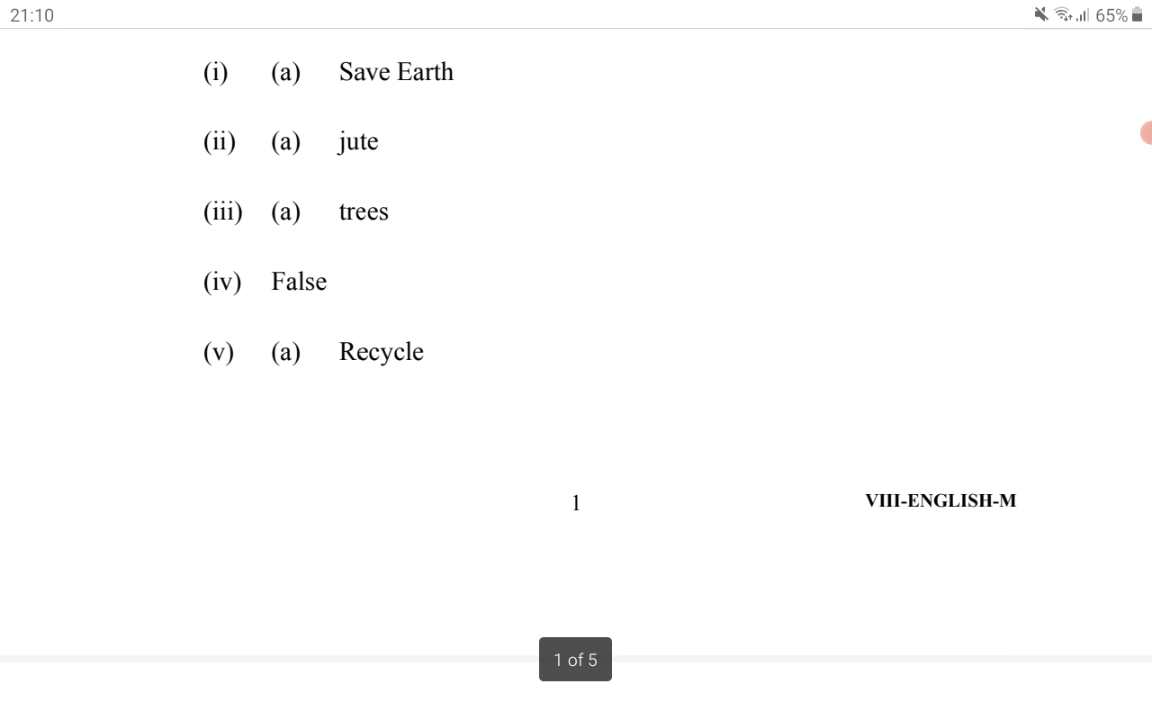 21:10 65%
(i) (a) Save Earth
(ii) (a) jute
(iii) (a) trees
(iv) False
(v) (a) Recycle
1 VIII-ENGLISH-M
1 of 5